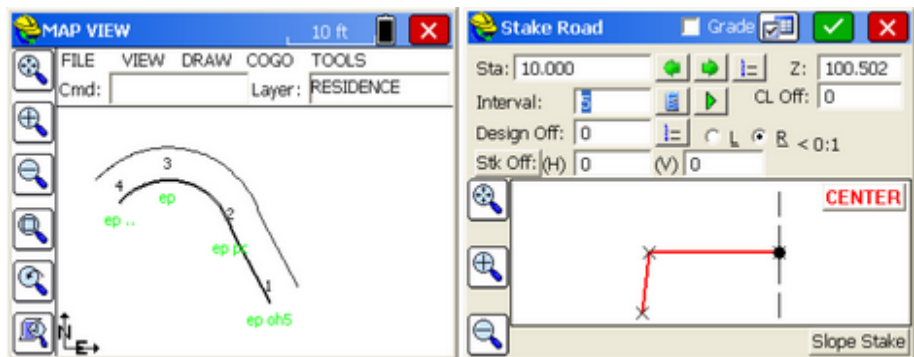 MAP VIEW
10 ft
FILE VIEW DRAW COGO TOOLS
Cmd: Layer: RESIDENCE
3
4
ep
ep ..
2
ep pc
1
ep oh5
N
E
Stake Road
Grade
Sta: 10.000 Z: 100.502
Interval: 5 CL Off: 0
Design Off: 0 L R < 0:1
Stk Off: (H) 0 (V) 0
CENTER
Slope Stake